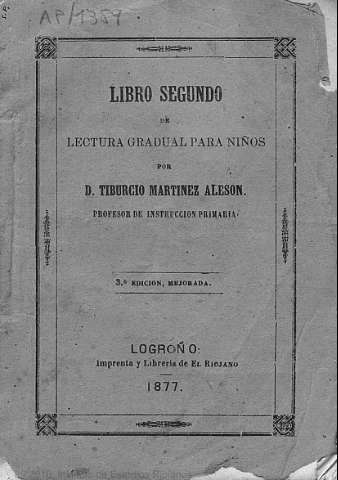 AP/1359
LIBRO SEGUNDO
DE
LECTURA GRADUAL PARA NIÑOS
POR
D. TIBURCIO MARTINEZ ALESON.
PROFESOR DE INSTRUCCION PRIMARIA.
3.ª EDICION, MEJORADA.
LOGROÑO:
Imprenta y Librería de EL RIOJANO
1877.